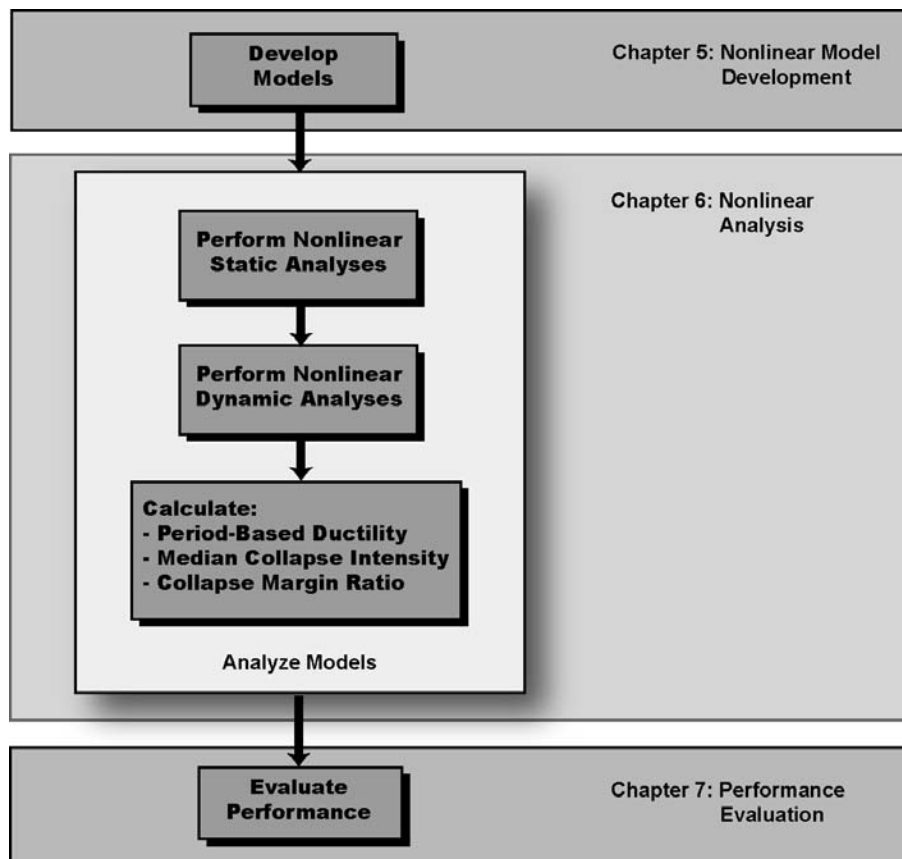 Develop
Models
Chapter 5: Nonlinear Model
Development
Chapter 6: Nonlinear
Analysis
Perform Nonlinear
Static Analyses
Perform Nonlinear
Dynamic Analyses
Calculate:
- Period-Based Ductility
- Median Collapse Intensity
- Collapse Margin Ratio
Analyze Models
Evaluate
Performance
Chapter 7: Performance
Evaluation